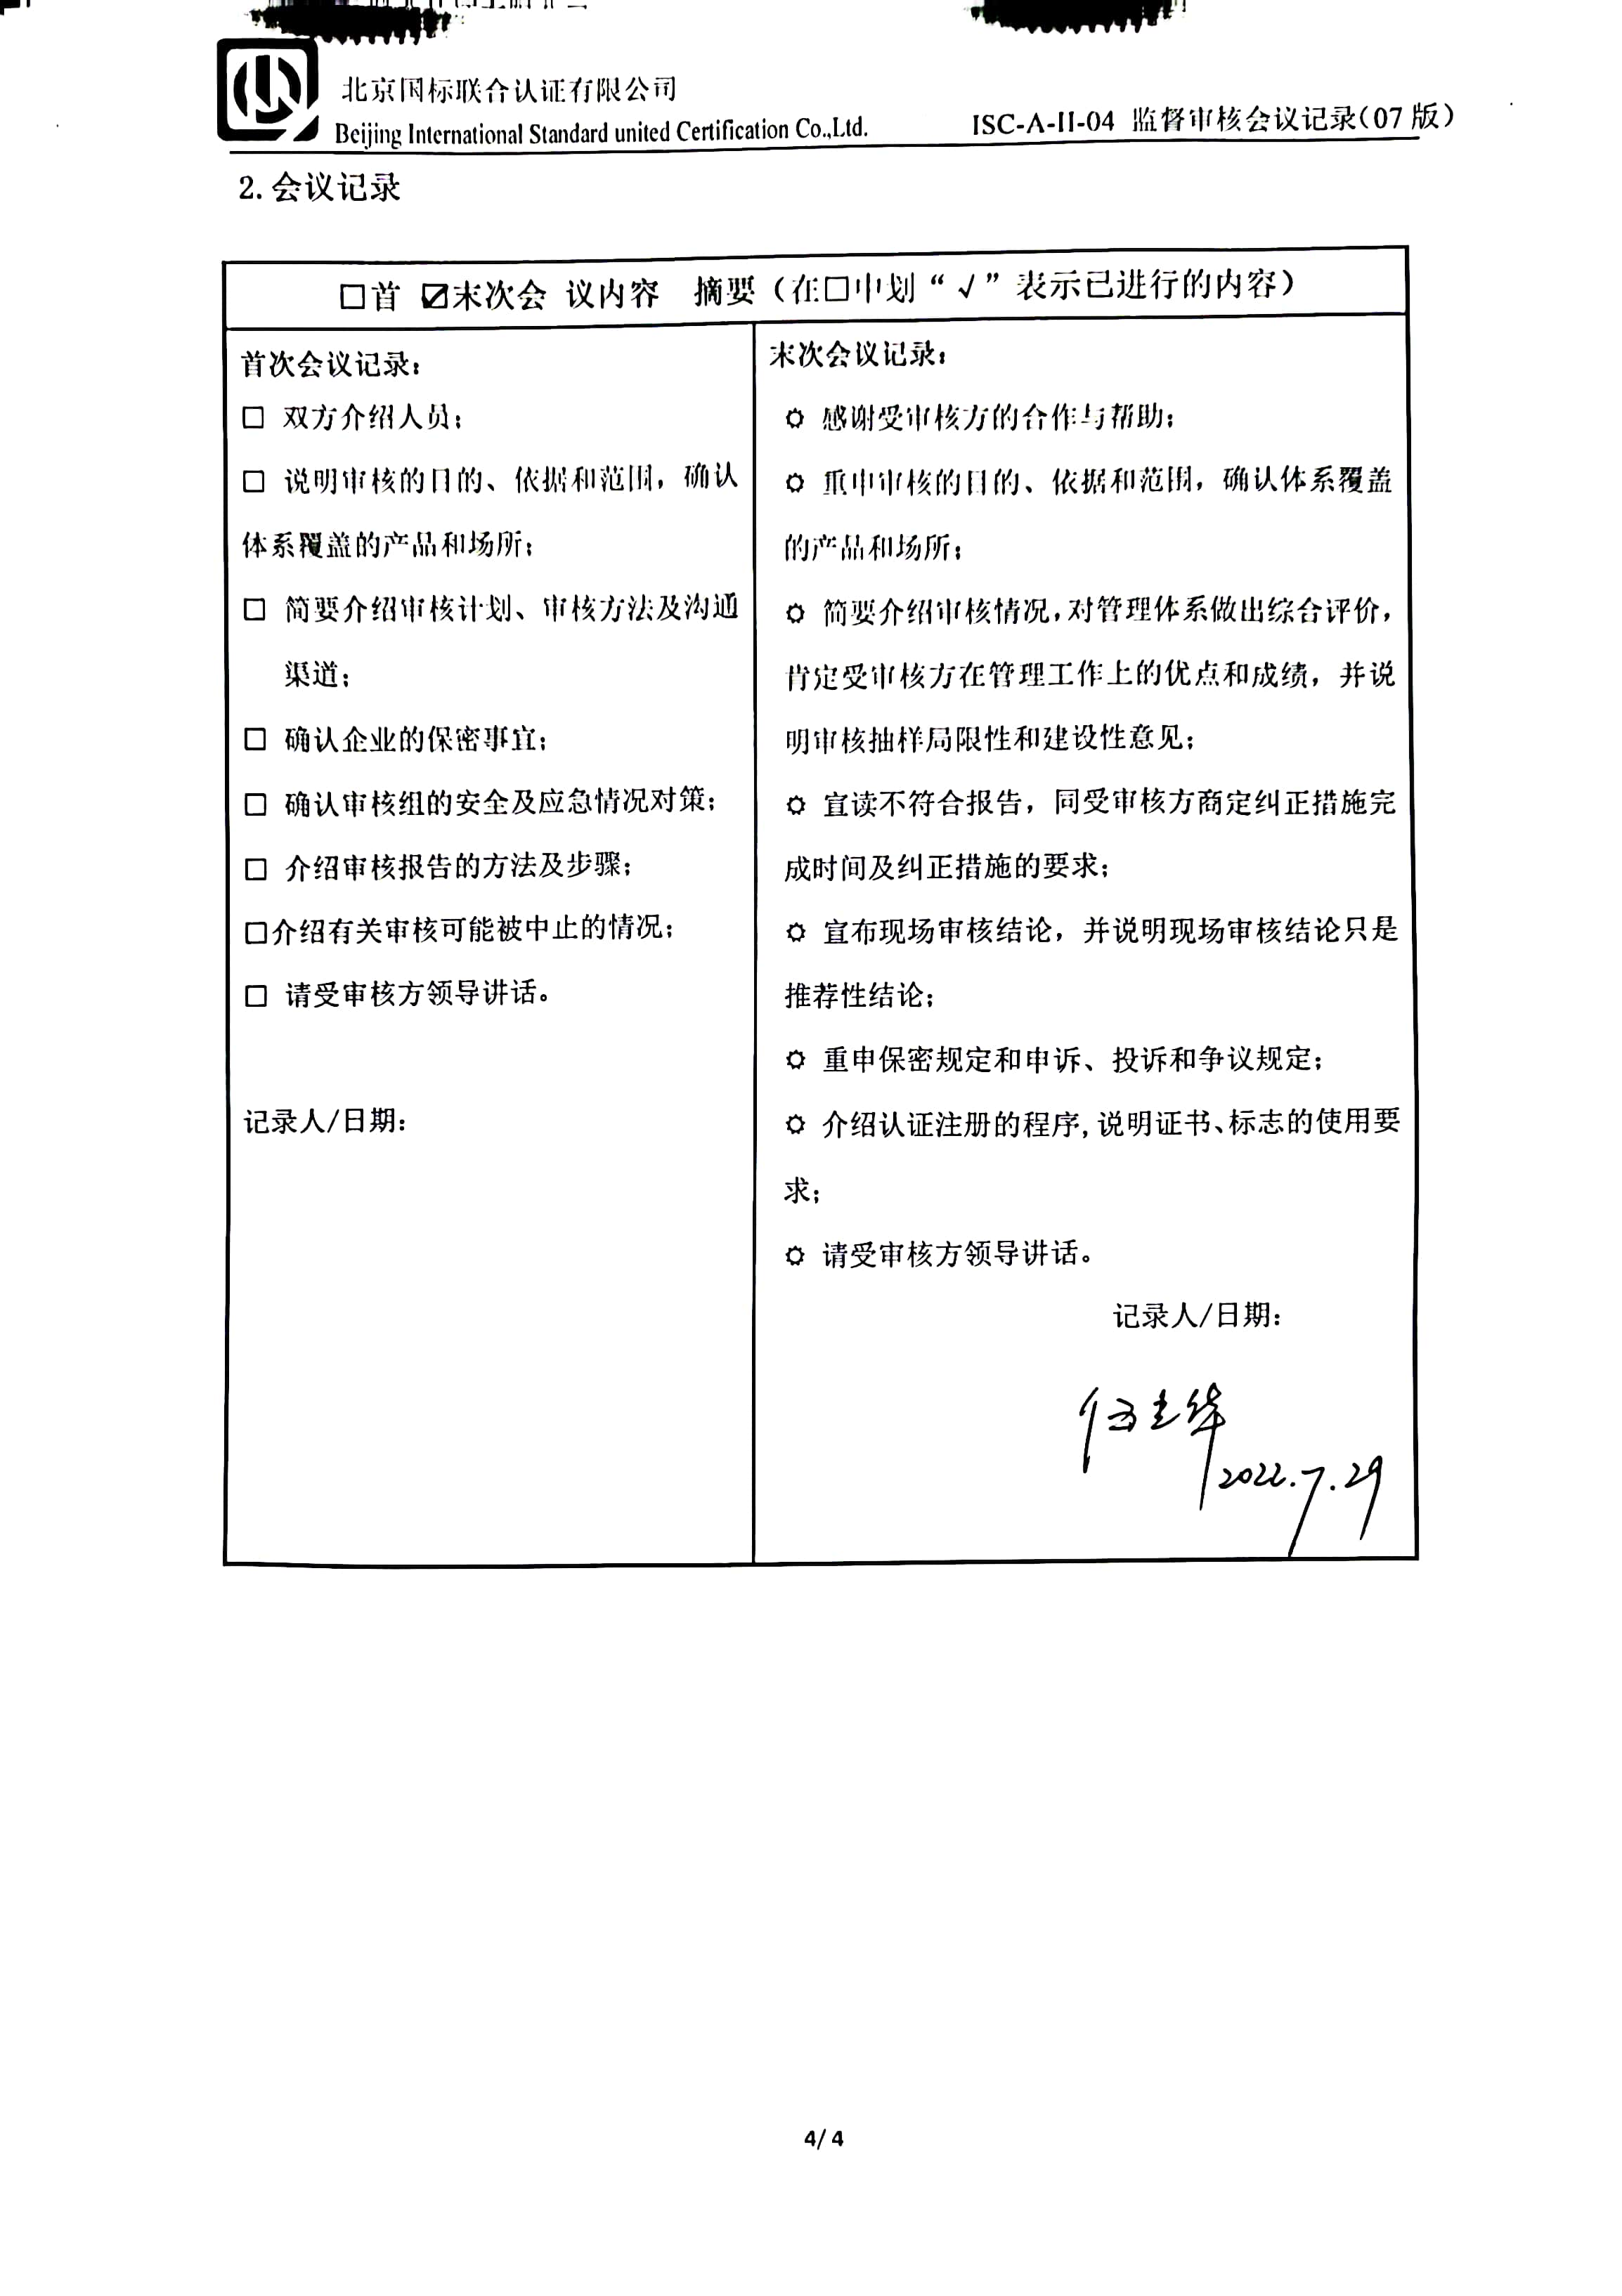 北京国标联合认证有限公司
Beijing International Standard united Certification Co.,Ltd.
ISC-A-II-04 监督审核会议记录(07版)
2.会议记录
□首 ☑末次会 议内容 摘要（在□中划“√”表示已进行的内容）
首次会议记录：
□ 双方介绍人员；
□ 说明审核的目的、依据和范围，确认
体系覆盖的产品和场所；
□ 简要介绍审核计划、审核方法及沟通
渠道；
□ 确认企业的保密事宜；
□ 确认审核组的安全及应急情况对策；
□ 介绍审核报告的方法及步骤；
□介绍有关审核可能被中止的情况；
□ 请受审核方领导讲话。
记录人/日期：
末次会议记录：
✡ 感谢受审核方的合作与帮助；
✡ 重申审核的目的、依据和范围，确认体系覆盖
的产品和场所；
✡ 简要介绍审核情况，对管理体系做出综合评价，
肯定受审核方在管理工作上的优点和成绩，并说
明审核抽样局限性和建设性意见；
✡ 宣读不符合报告，同受审核方商定纠正措施完
成时间及纠正措施的要求；
✡ 宣布现场审核结论，并说明现场审核结论只是
推荐性结论；
✡ 重申保密规定和申诉、投诉和争议规定；
✡ 介绍认证注册的程序，说明证书、标志的使用要
求；
✡ 请受审核方领导讲话。
记录人/日期：
2022.7.29
4/ 4